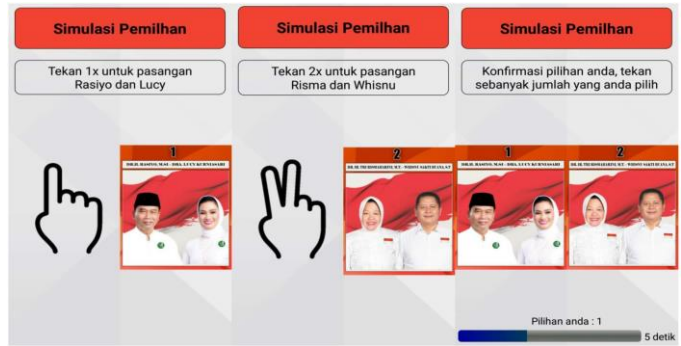 Simulasi Pemilhan
Tekan 1x untuk pasangan
Rasiyo dan Lucy
1
Simulasi Pemilhan
Tekan 2x untuk pasangan
Risma dan Whisnu
2
Simulasi Pemilhan
Konfirmasi pilihan anda, tekan
sebanyak jumlah yang anda pilih
1
2
Pilihan anda : 1
5 detik